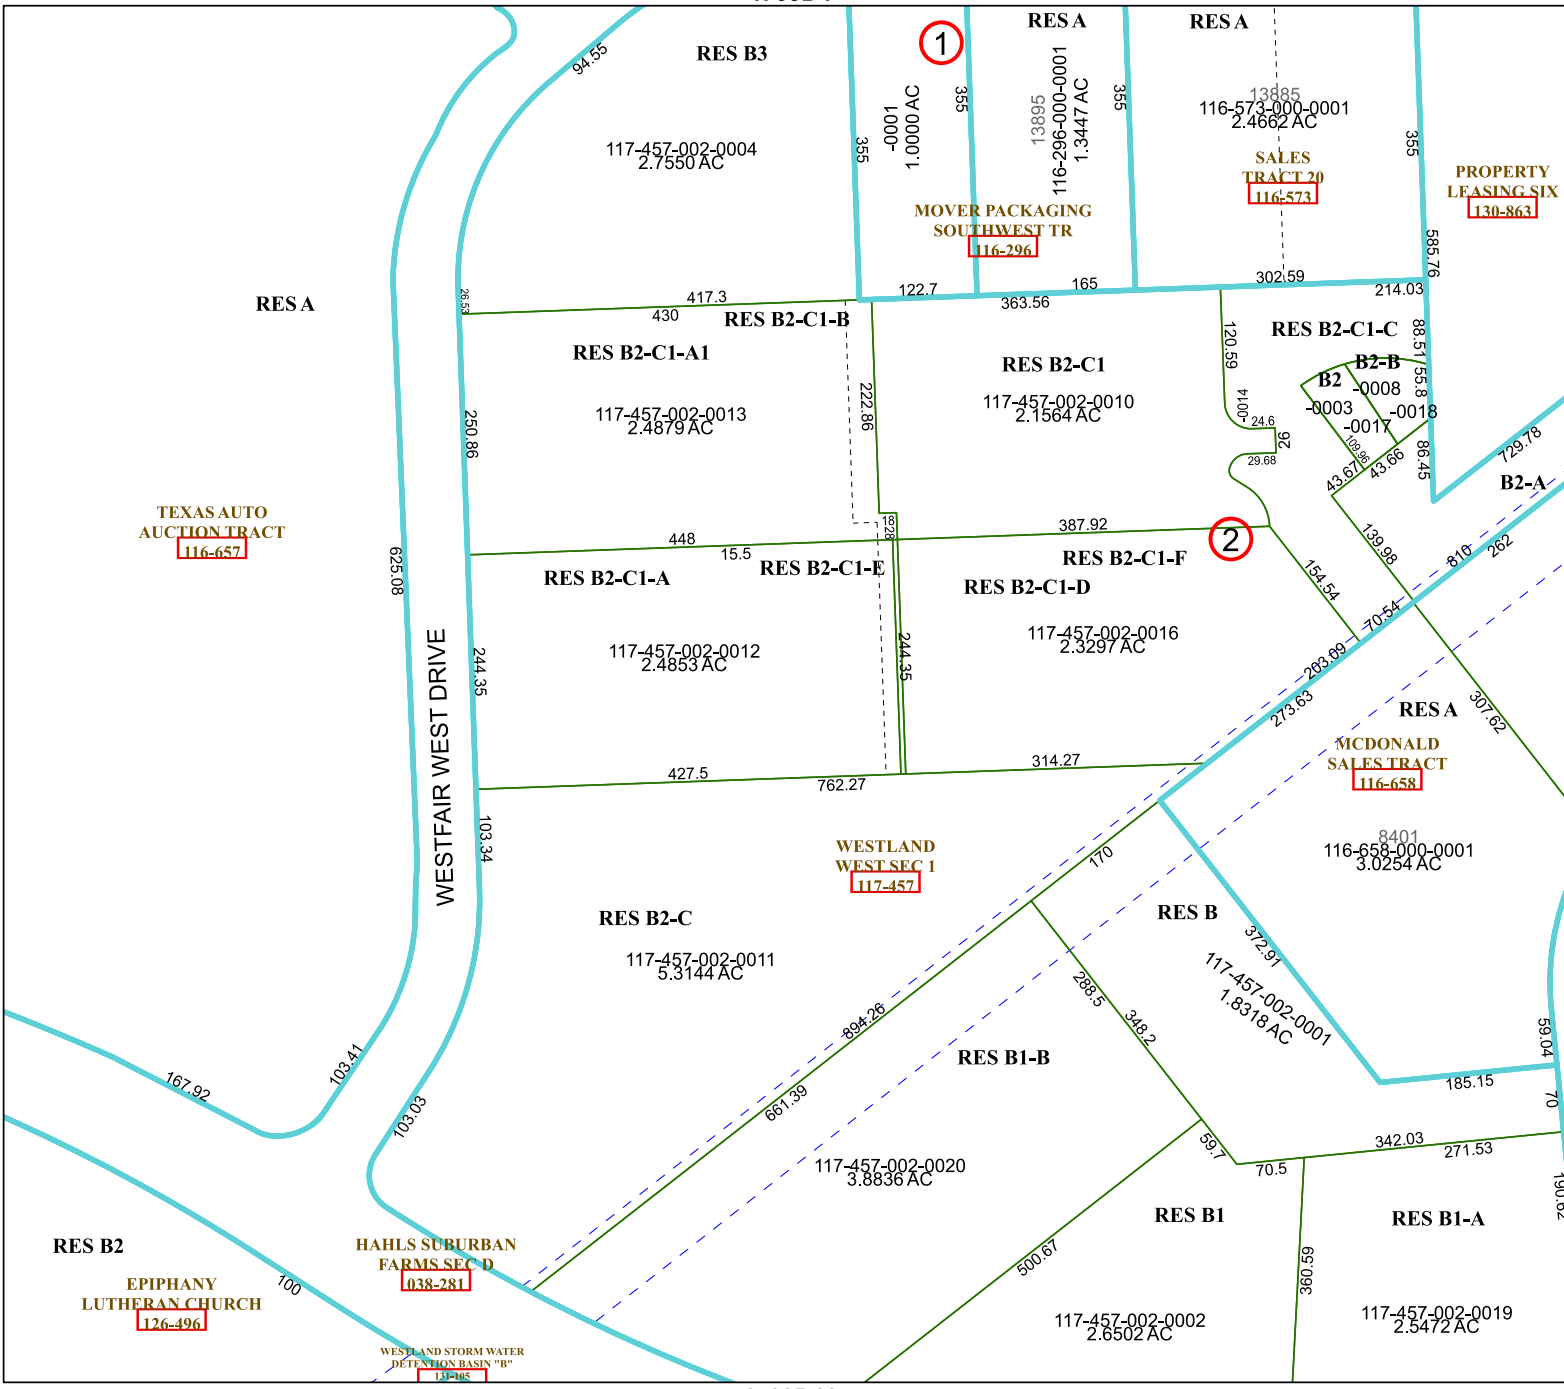 1
RES A
RES A
RES B3
94.55
355
-0001
1.0000 AC
355
13895
116-296-000-0001
1.3447 AC
355
13885
116-573-000-0001
2.4662 AC
355
117-457-002-0004
2.7550 AC
SALES
TRACT 20
116-573
PROPERTY
LEASING SIX
130-863
MOVER PACKAGING
SOUTHWEST TR
116-296
585.76
RES A
26.53
417.3
430
122.7
363.56
165
302.59
214.03
RES B2-C1-B
RES B2-C1-A1
RES B2-C1
RES B2-C1-C
120.59
88.51
B2-B
B2
-0008
-0003
55.8
-0018
-0017
117-457-002-0013
2.4879 AC
222.86
117-457-002-0010
2.1564 AC
-0014
24.6
26
29.68
109.96
43.67
43.66
86.45
729.78
B2-A
250.86
TEXAS AUTO
AUCTION TRACT
116-657
18
28
448
15.5
387.92
2
139.98
810
262
625.08
RES B2-C1-A
RES B2-C1-E
RES B2-C1-F
RES B2-C1-D
154.54
70.54
117-457-002-0012
2.4853 AC
244.35
244.35
117-457-002-0016
2.3297 AC
203.09
273.63
307.62
WESTFAIR WEST DRIVE
RES A
MCDONALD
SALES TRACT
116-658
427.5
762.27
314.27
103.34
WESTLAND
WEST SEC 1
117-457
170
8401
116-658-000-0001
3.0254 AC
RES B2-C
RES B
372.91
117-457-002-0011
5.3144 AC
117-457-002-0001
1.8318 AC
288.5
348.2
894.26
RES B1-B
59.04
103.41
167.92
103.03
661.39
185.15
70
59.7
342.03
271.53
70.5
117-457-002-0020
3.8836 AC
190.62
RES B1
RES B1-A
RES B2
HAHLS SUBURBAN
FARMS SEC D
038-281
EPIPHANY
LUTHERAN CHURCH
126-496
100
500.67
360.59
117-457-002-0002
2.6502 AC
117-457-002-0019
2.5472 AC
WESTLAND STORM WATER
DETENTION BASIN "B"
131-105